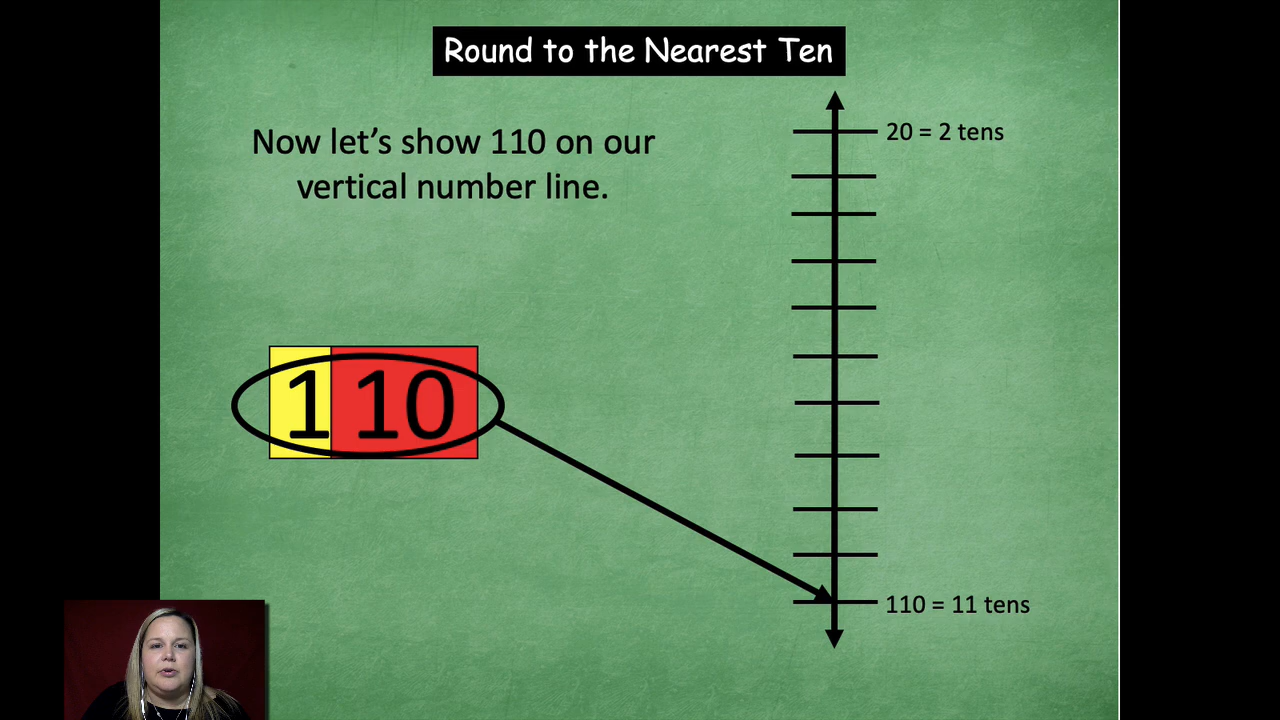 Round to the Nearest Ten
Now let's show 110 on our
vertical number line.
20 = 2 tens
110
110 = 11 tens